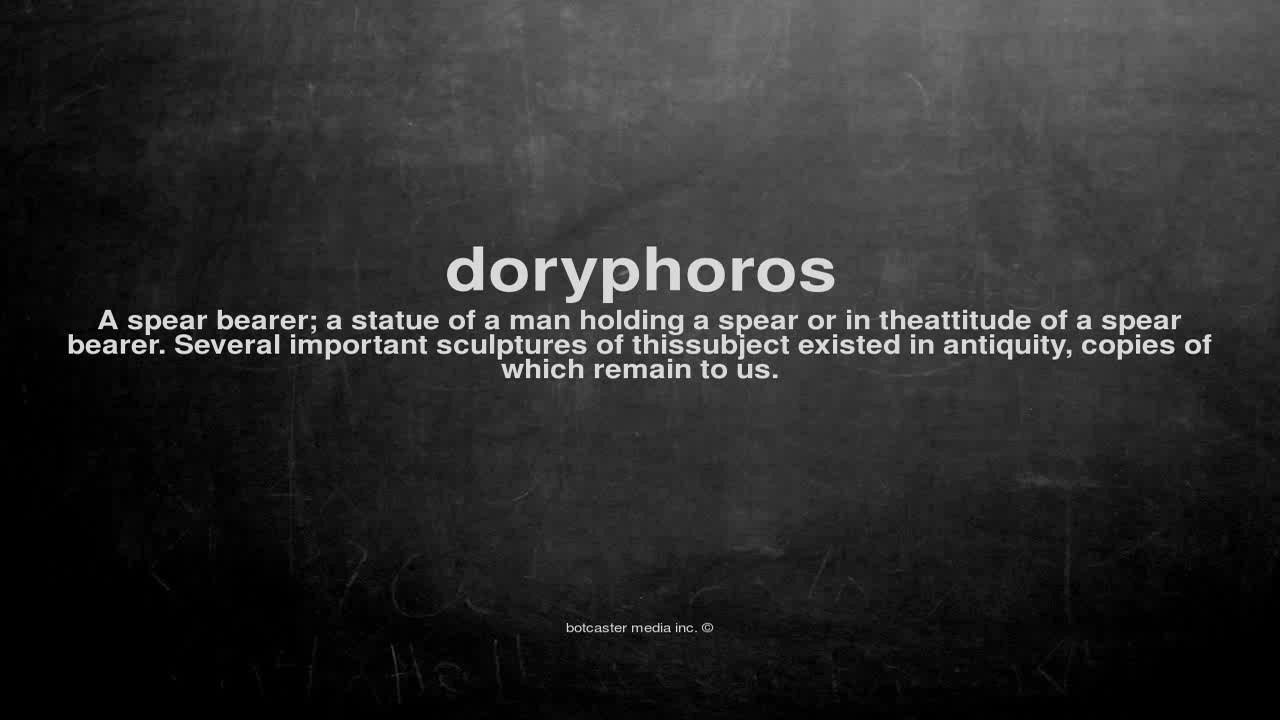 doryphoros
A spear bearer; a statue of a man holding a spear or in theattitude of a spear
bearer. Several important sculptures of thissubject existed in antiquity, copies of
which remain to us.
botcaster media inc. ©